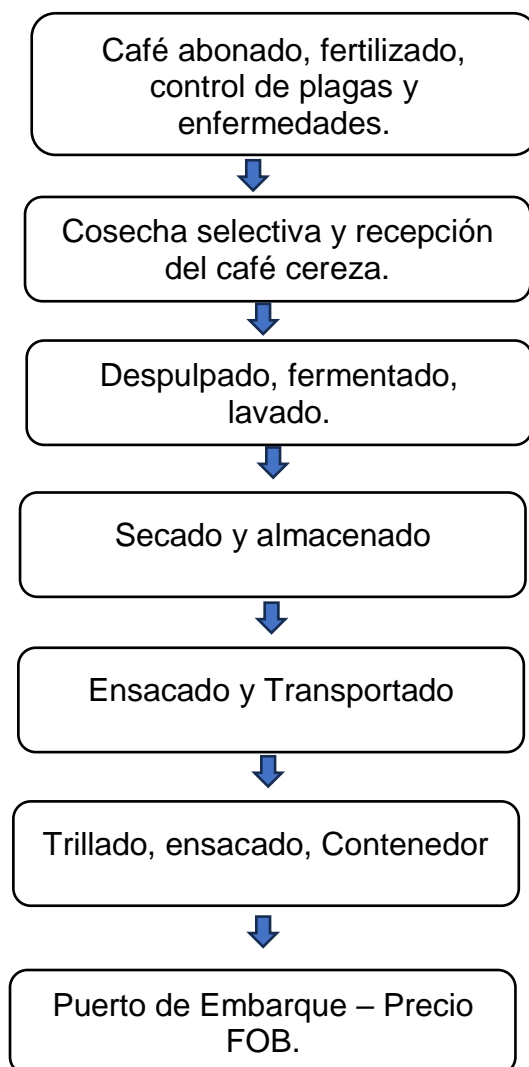 Café abonado, fertilizado,
control de plagas y
enfermedades.
Cosecha selectiva y recepción
del café cereza.
Despulpado, fermentado,
lavado.
Secado y almacenado
Ensacado y Transportado
Trillado, ensacado, Contenedor
Puerto de Embarque – Precio
FOB.